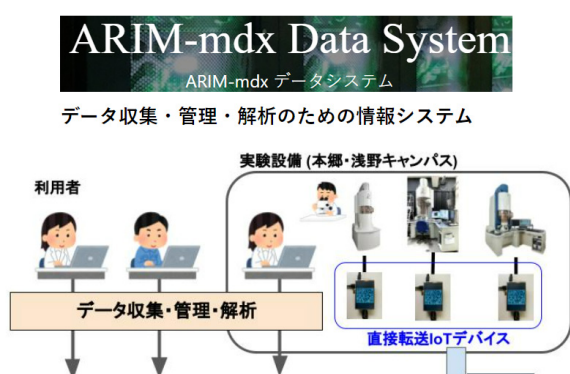 ARIM-mdx Data System
ARIM-mdx データシステム
データ収集・管理・解析のための情報システム
実験設備 (本郷・浅野キャンパス)
利用者
データ収集・管理・解析
直接転送IoTデバイス